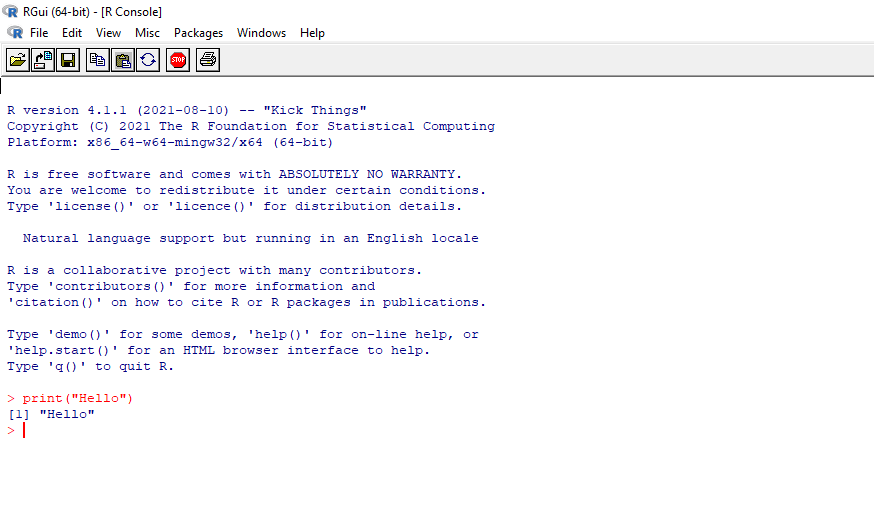 RGui (64-bit) - [R Console]
File Edit View Misc Packages Windows Help
STOP
R version 4.1.1 (2021-08-10) -- "Kick Things"
Copyright (C) 2021 The R Foundation for Statistical Computing
Platform: x86_64-w64-mingw32/x64 (64-bit)
R is free software and comes with ABSOLUTELY NO WARRANTY.
You are welcome to redistribute it under certain conditions.
Type 'license()' or 'licence()' for distribution details.
Natural language support but running in an English locale
R is a collaborative project with many contributors.
Type 'contributors()' for more information and
'citation()' on how to cite R or R packages in publications.
Type 'demo()' for some demos, 'help()' for on-line help, or
'help.start()' for an HTML browser interface to help.
Type 'q()' to quit R.
> print("Hello")
[1] "Hello"
>